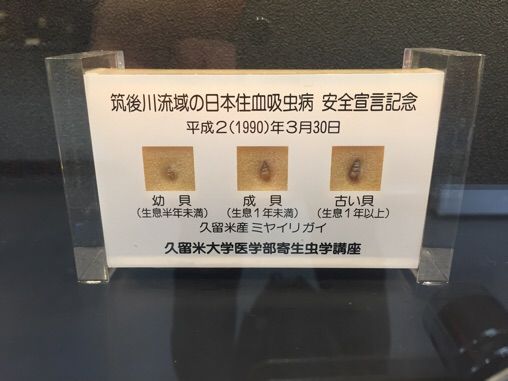 筑後川流域の日本住血吸虫病 安全宣言記念
平成2(1990)年3月30日
幼貝 成貝 古い貝
(生息半年未満) (生息1年未満) (生息1年以上)
久留米産ミヤイリガイ
久留米大学医学部寄生虫学講座